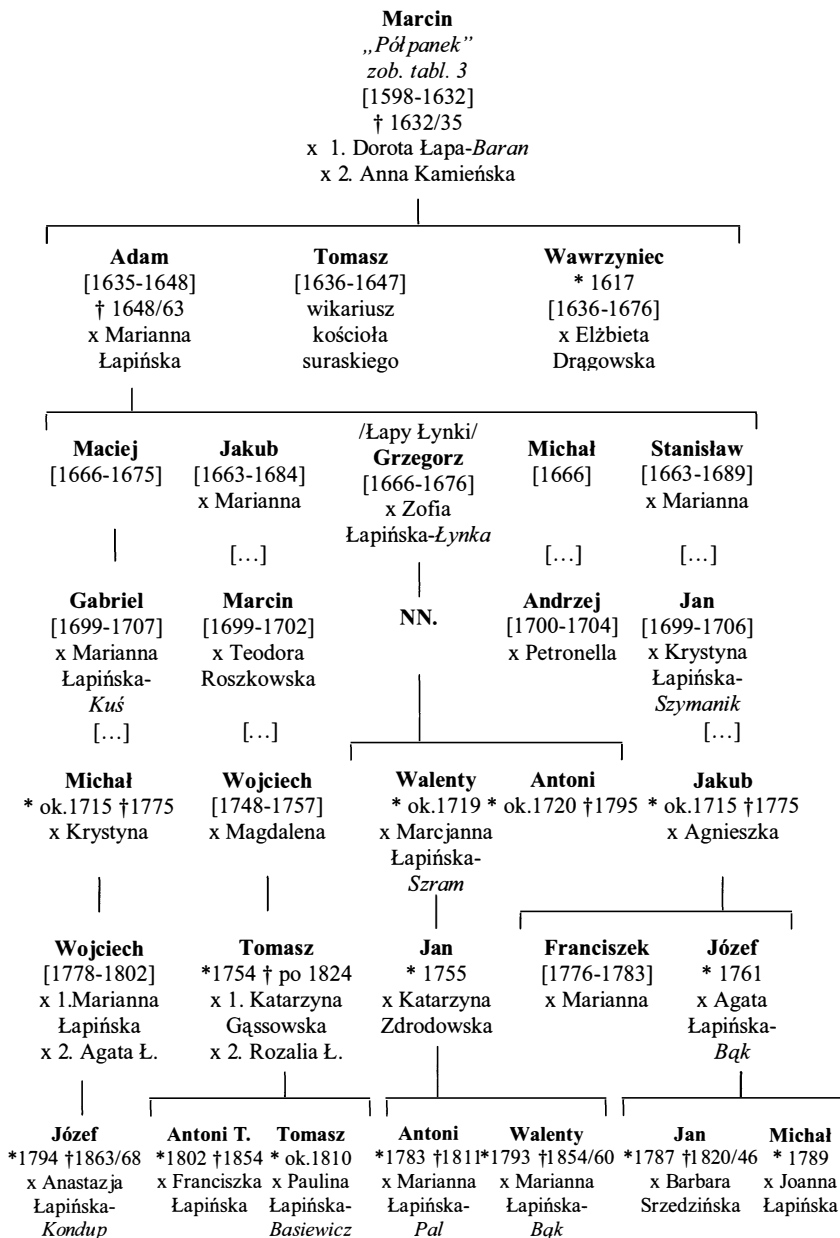 Marcin
„Półpanek”
zob. tabl. 3
[1598-1632]
† 1632/35
x 1. Dorota Łapa-Baran
x 2. Anna Kamieńska
Adam
[1635-1648]
† 1648/63
x Marianna
Łapińska
Tomasz
[1636-1647]
wikariusz
kościoła
suraskiego
Wawrzyniec
* 1617
[1636-1676]
x Elżbieta
Drągowska
Maciej
[1666-1675]
Jakub
[1663-1684]
x Marianna
[…]
/Łapy Łynki/
Grzegorz
[1666-1676]
x Zofia
Łapińska-Łynka
Michał
[1666]
[…]
Stanisław
[1663-1689]
x Marianna
[…]
Gabriel
[1699-1707]
x Marianna
Łapińska-
Kuś
[…]
Marcin
[1699-1702]
x Teodora
Roszkowska
[…]
NN.
Andrzej
[1700-1704]
x Petronella
Jan
[1699-1706]
x Krystyna
Łapińska-
Szymanik
[…]
Michał
* ok.1715 †1775
x Krystyna
Wojciech
[1748-1757]
x Magdalena
Walenty
* ok.1719
x Marcjanna
Łapińska-
Szram
Antoni
* ok.1720 †1795
Jakub
* ok.1715 †1775
x Agnieszka
Wojciech
[1778-1802]
x 1.Marianna
Łapińska
x 2. Agata Ł.
Tomasz
*1754 † po 1824
x 1. Katarzyna
Gąssowska
x 2. Rozalia Ł.
Jan
* 1755
x Katarzyna
Zdrodowska
Franciszek
[1776-1783]
x Marianna
Józef
* 1761
x Agata
Łapińska-
Bąk
Józef
*1794 †1863/68
x Anastazja
Łapińska-
Kondup
Antoni T.
*1802 †1854
x Franciszka
Łapińska
Tomasz
* ok.1810
x Paulina
Łapińska-
Basiewicz
Antoni
*1783 †1811
x Marianna
Łapińska-
Pal
Walenty
*1793 †1854/60
x Marianna
Łapińska-
Bąk
Jan
*1787 †1820/46
x Barbara
Srzedzińska
Michał
* 1789
x Joanna
Łapińska